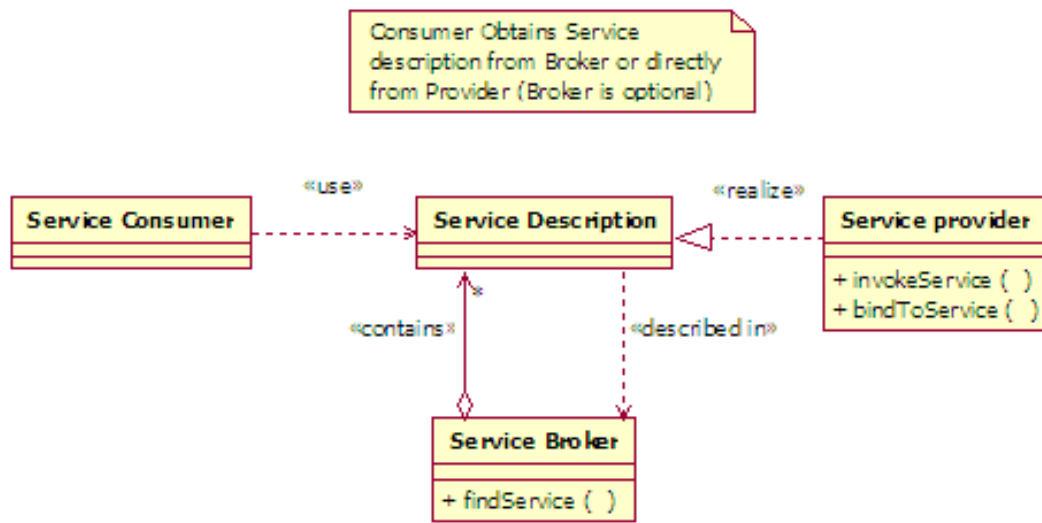 Consumer Obtains Service
description from Broker or directly
from Provider (Broker is optional)
«use»
«realize»
Service Consumer
Service Description
Service provider
+ invokeService ( )
+ bindToService ( )
*
«contains»
«described in»
Service Broker
+ findService ( )